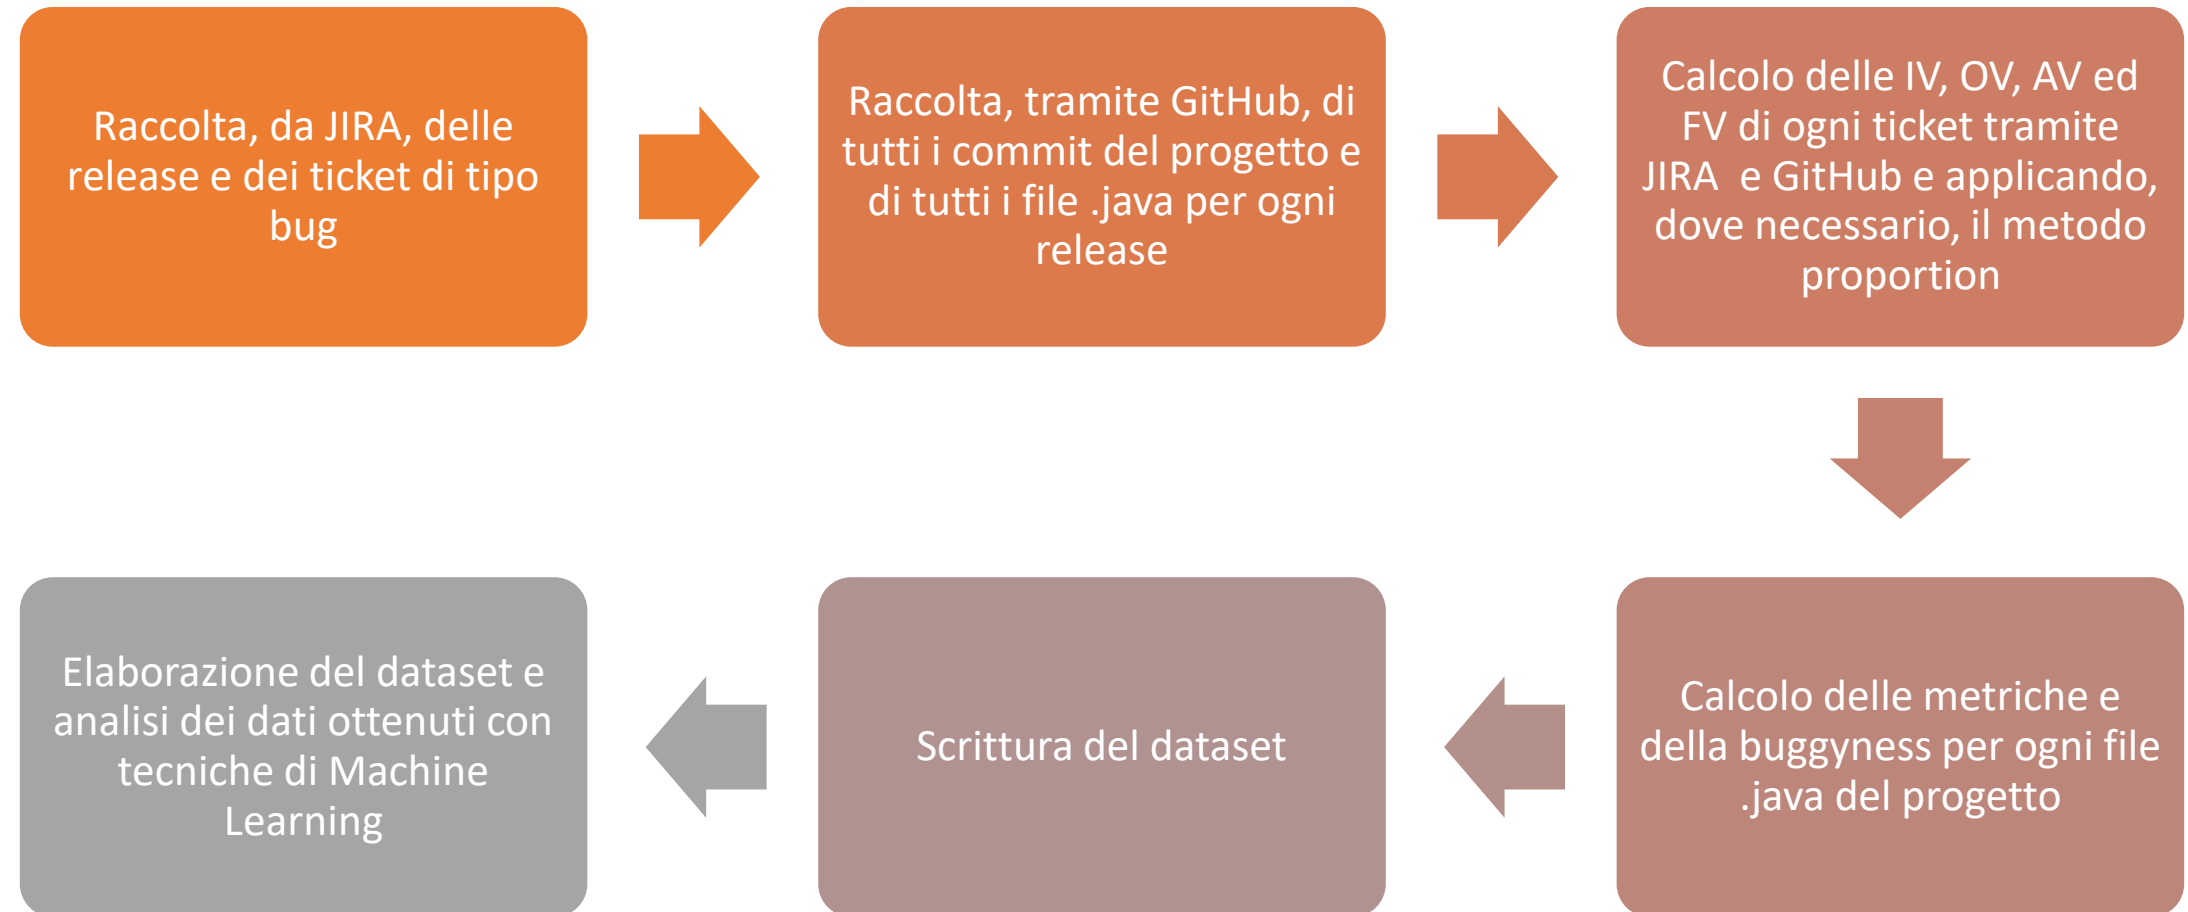 Raccolta, da JIRA, delle
release e dei ticket di tipo
bug
Raccolta, tramite GitHub, di
tutti i commit del progetto e
di tutti i file .java per ogni
release
Calcolo delle IV, OV, AV ed
FV di ogni ticket tramite
JIRA  e GitHub e applicando,
dove necessario, il metodo
proportion
Calcolo delle metriche e
della buggyness per ogni file
.java del progetto
Scrittura del dataset
Elaborazione del dataset e
analisi dei dati ottenuti con
tecniche di Machine
Learning